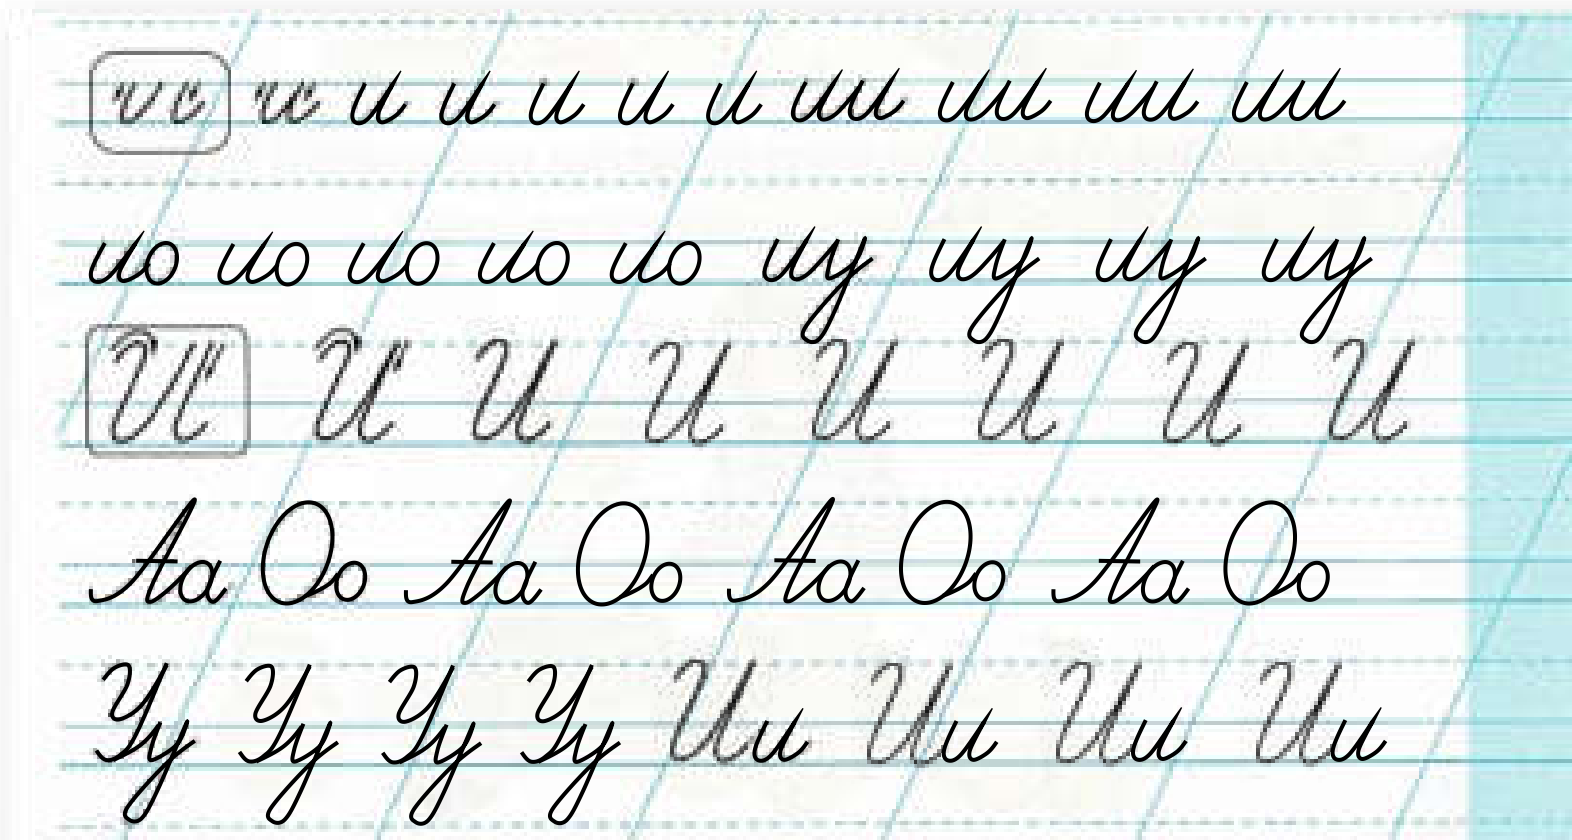 и и и и и и ии ии ии ии
ио ио ио ио ио иу иу иу иу
И И И И И И И
Аа Оо Аа Оо Аа Оо Аа Оо
Уу Уу Уу Уу Ии Ии Ии Ии